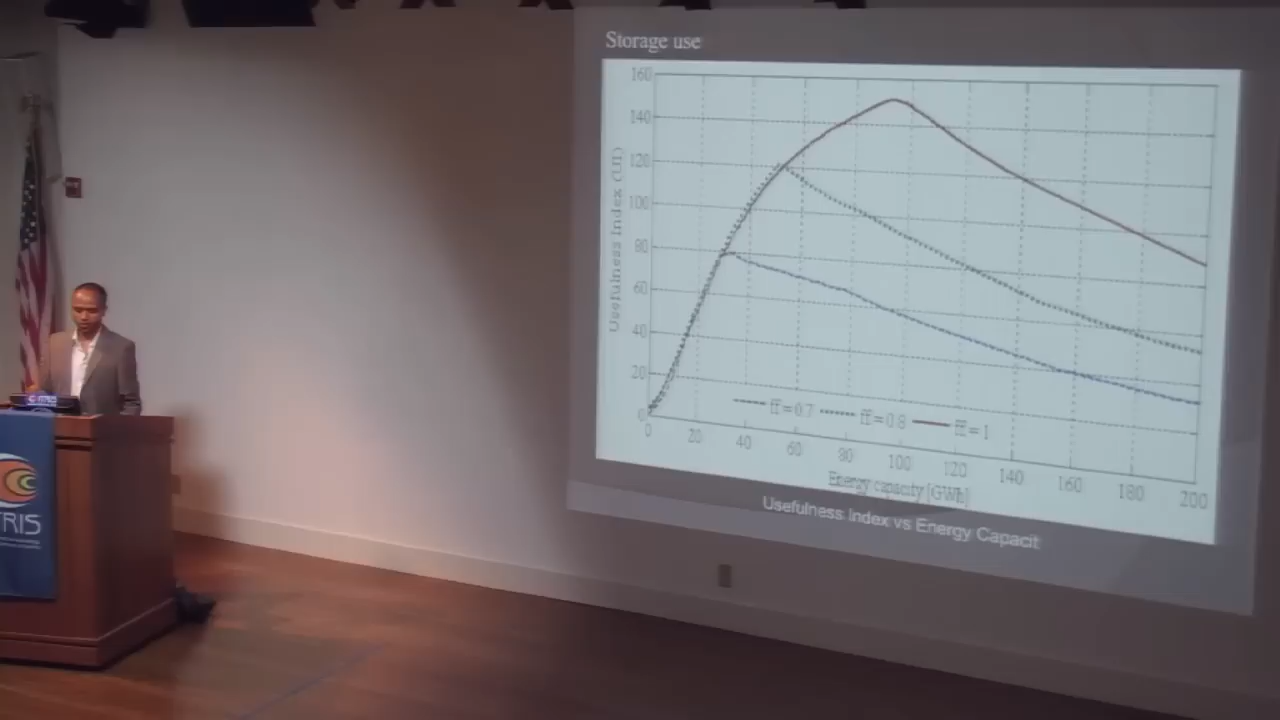 Storage use
160
140
120
100
80
60
40
20
0
Usefulness Index (UI)
ff = 0.7 ff = 0.8 ff = 1
0 20 40 60 80 100 120 140 160 180 200
Energy capacity [GWh]
Usefulness Index vs Energy Capacit
TRIS